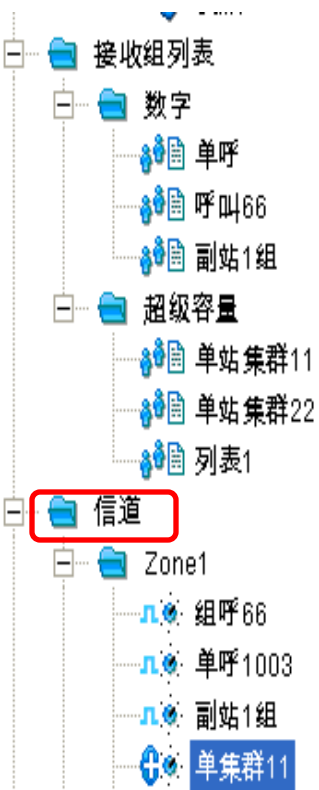 接收组列表
数字
单呼
呼叫66
副站1组
超级容量
单站集群11
单站集群22
列表1
信道
Zone1
组呼66
单呼1003
副站1组
单集群11